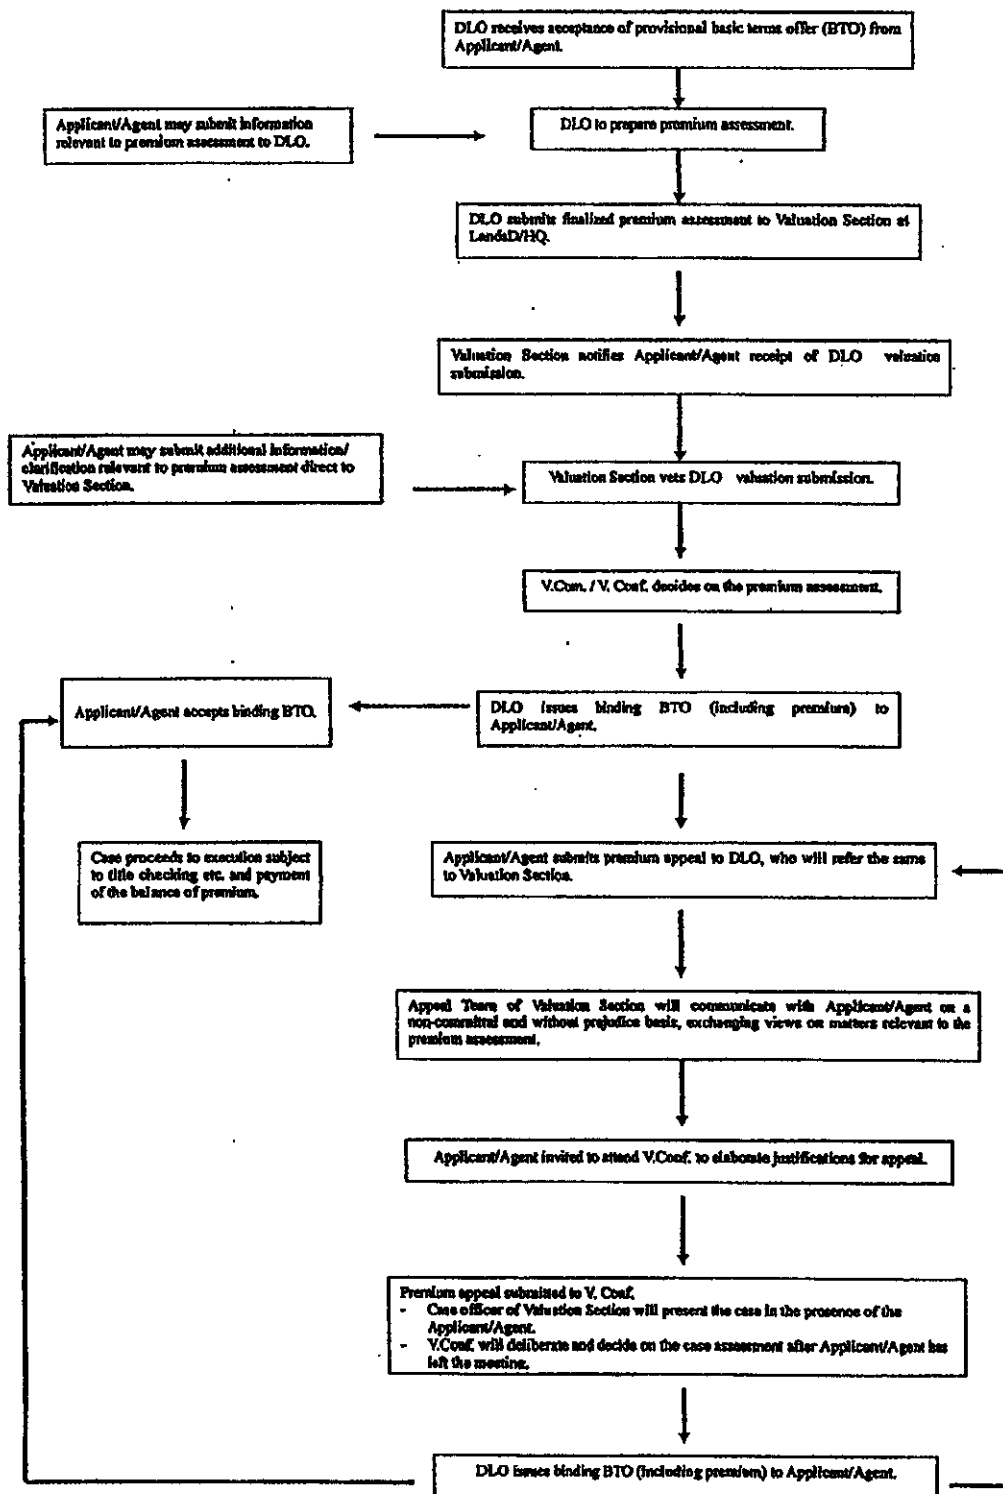 DLO receives acceptance of provisional basic terms offer (BTO) from
Applicant/Agent.
Applicant/Agent may submit information
relevant to premium assessment to DLO.
DLO to prepare premium assessment.
DLO submits finalized premium assessment to Valuation Section at
LandsD/HQ.
Valuation Section notifies Applicant/Agent receipt of DLO valuation
submission.
Applicant/Agent may submit additional information/
clarification relevant to premium assessment direct to
Valuation Section.
Valuation Section vets DLO valuation submission.
V.Com. / V. Conf. decides on the premium assessment.
Applicant/Agent accepts binding BTO.
DLO issues binding BTO (including premium) to
Applicant/Agent.
Case proceeds to execution subject
to title checking etc. and payment
of the balance of premium.
Applicant/Agent submits premium appeal to DLO, who will refer the same
to Valuation Section.
Appeal Team of Valuation Section will communicate with Applicant/Agent on a
non-committal and without prejudice basis, exchanging views on matters relevant to the
premium assessment.
Applicant/Agent invited to attend V.Conf. to elaborate justifications for appeal.
Premium appeal submitted to V. Conf.
- Case officer of Valuation Section will present the case in the presence of the
Applicant/Agent.
- V.Conf. will deliberate and decide on the case assessment after Applicant/Agent has
left the meeting.
DLO issues binding BTO (including premium) to Applicant/Agent.